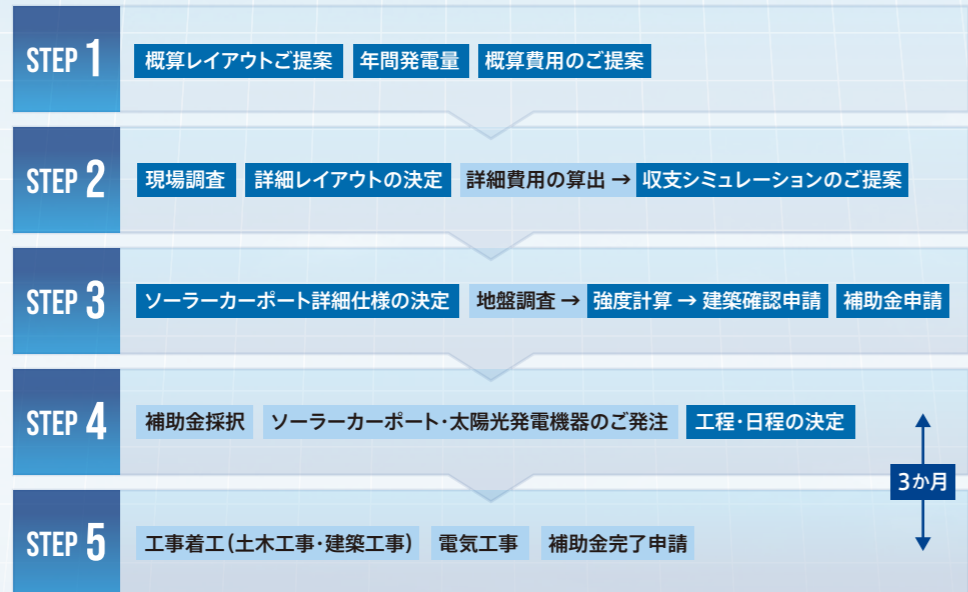 STEP 1
概算レイアウトご提案 年間発電量 概算費用のご提案
STEP 2
現場調査 詳細レイアウトの決定 詳細費用の算出 → 収支シミュレーションのご提案
STEP 3
ソーラーカーポート詳細仕様の決定 地盤調査 → 強度計算 → 建築確認申請 補助金申請
STEP 4
補助金採択 ソーラーカーポート・太陽光発電機器のご発注 工程・日程の決定
3か月
STEP 5
工事着工(土木工事・建築工事) 電気工事 補助金完了申請